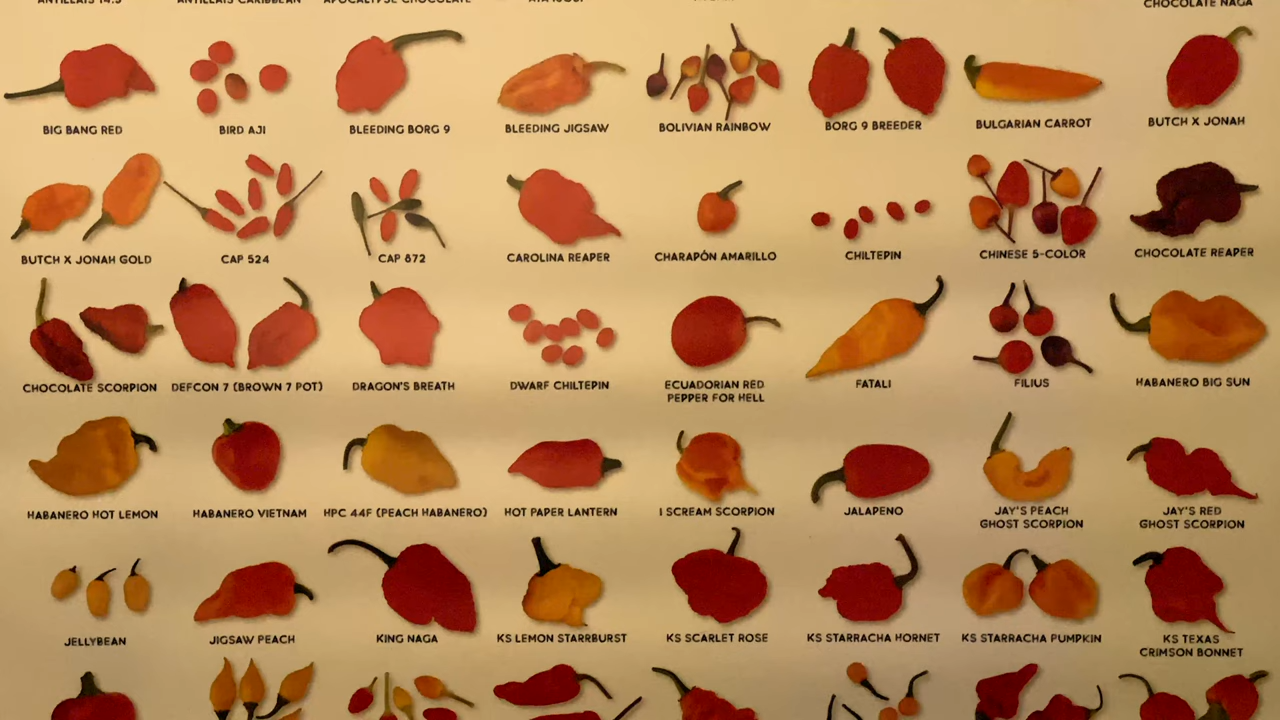 CHOCOLATE NAGA
BIG BANG RED
BIRD AJI
BLEEDING BORG 9
BLEEDING JIGSAW
BOLIVIAN RAINBOW
BORG 9 BREEDER
BULGARIAN CARROT
BUTCH X JONAH
BUTCH X JONAH GOLD
CAP 524
CAP 872
CAROLINA REAPER
CHARAPÓN AMARILLO
CHILTEPIN
CHINESE 5-COLOR
CHOCOLATE REAPER
CHOCOLATE SCORPION
DEFCON 7 (BROWN 7 POT)
DRAGON'S BREATH
DWARF CHILTEPIN
ECUADORIAN RED
PEPPER FOR HELL
FATALI
FILIUS
HABANERO BIG SUN
HABANERO HOT LEMON
HABANERO VIETNAM
HPC 44F (PEACH HABANERO)
HOT PAPER LANTERN
I SCREAM SCORPION
JALAPENO
JAY'S PEACH
GHOST SCORPION
JAY'S RED
GHOST SCORPION
JELLYBEAN
JIGSAW PEACH
KING NAGA
KS LEMON STARRBURST
KS SCARLET ROSE
KS STARRACHA HORNET
KS STARRACHA PUMPKIN
KS TEXAS
CRIMSON BONNET